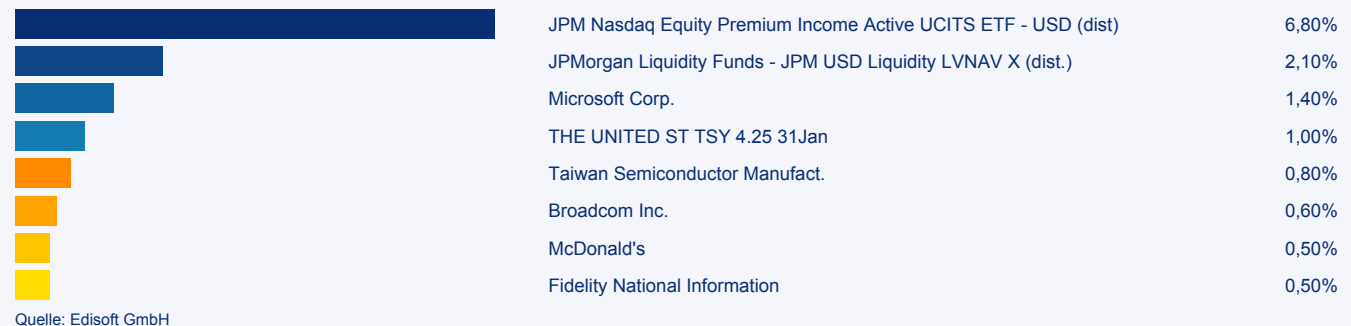 JPM Nasdaq Equity Premium Income Active UCITS ETF - USD (dist) 6,80%
JPMorgan Liquidity Funds - JPM USD Liquidity LVNAV X (dist.) 2,10%
Microsoft Corp. 1,40%
THE UNITED ST TSY 4.25 31Jan 1,00%
Taiwan Semiconductor Manufact. 0,80%
Broadcom Inc. 0,60%
McDonald's 0,50%
Fidelity National Information 0,50%
Quelle: Edisoft GmbH